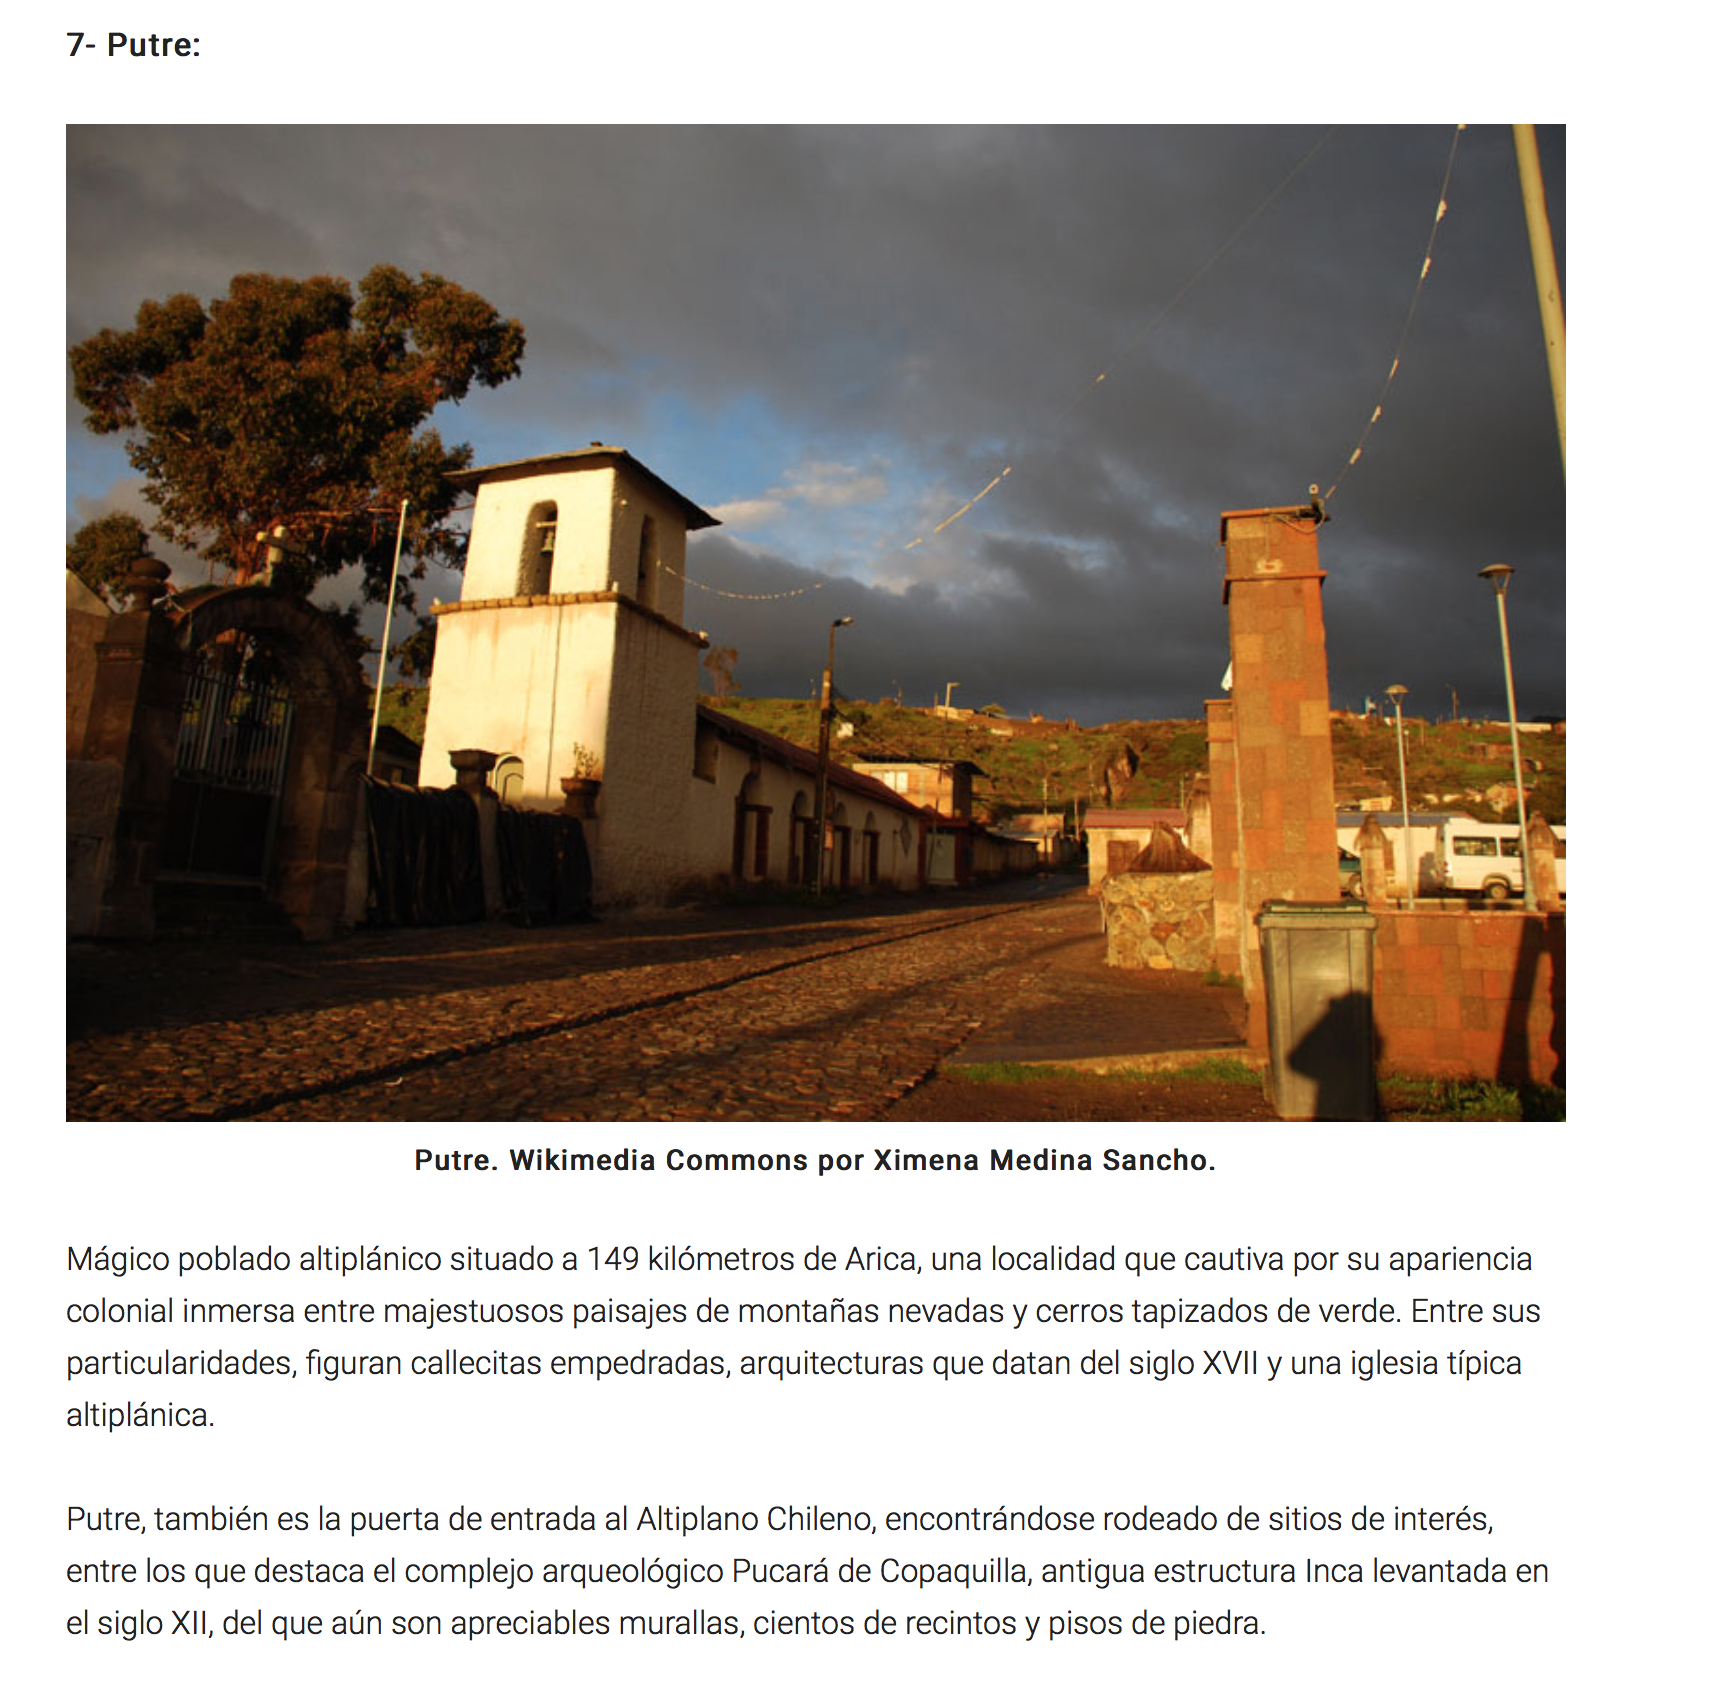 7- Putre:
Putre. Wikimedia Commons por Ximena Medina Sancho.
Mágico poblado altiplánico situado a 149 kilómetros de Arica, una localidad que cautiva por su apariencia
colonial inmersa entre majestuosos paisajes de montañas nevadas y cerros tapizados de verde. Entre sus
particularidades, figuran callecitas empedradas, arquitecturas que datan del siglo XVII y una iglesia típica
altiplánica.
Putre, también es la puerta de entrada al Altiplano Chileno, encontrándose rodeado de sitios de interés,
entre los que destaca el complejo arqueológico Pucará de Copaquilla, antigua estructura Inca levantada en
el siglo XII, del que aún son apreciables murallas, cientos de recintos y pisos de piedra.